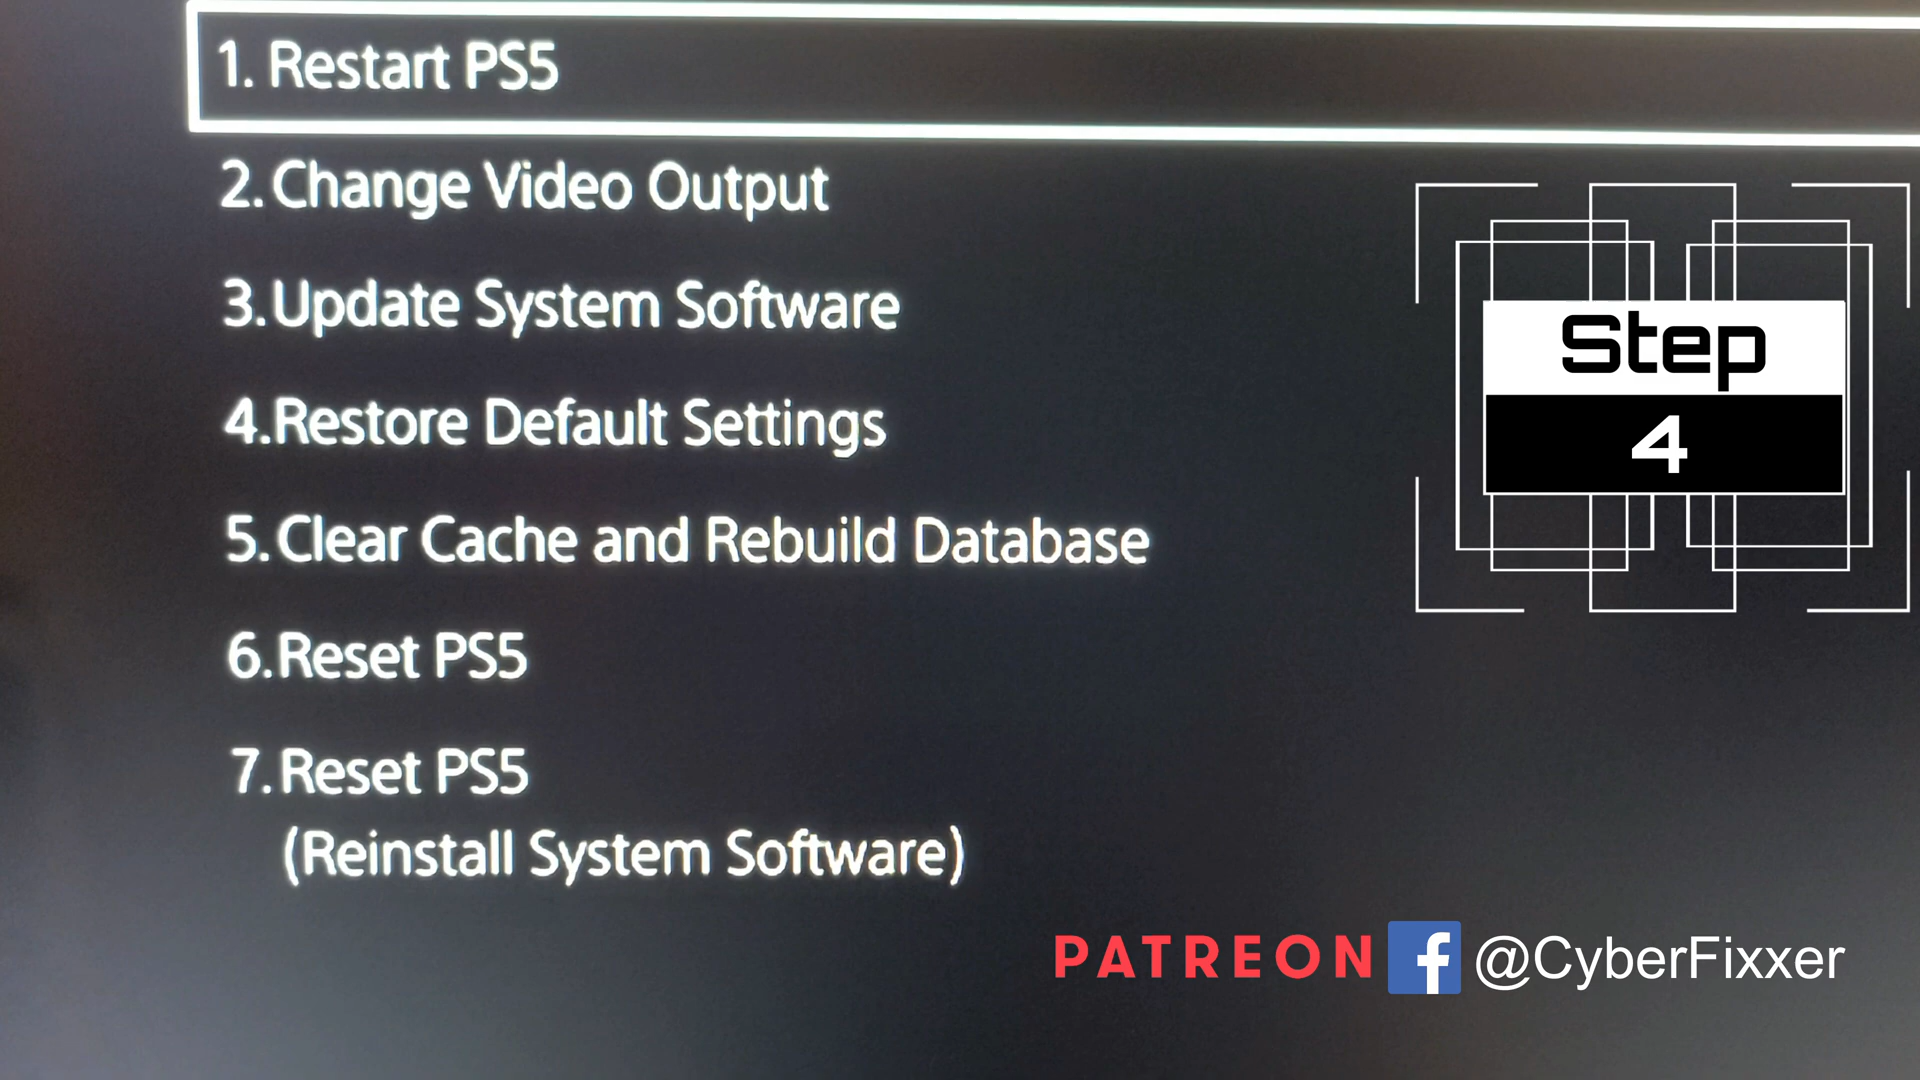 1. Restart PS5
2. Change Video Output
3. Update System Software
4. Restore Default Settings
5. Clear Cache and Rebuild Database
6. Reset PS5
7. Reset PS5
(Reinstall System Software)
Step
4
PATREON f @CyberFixxer